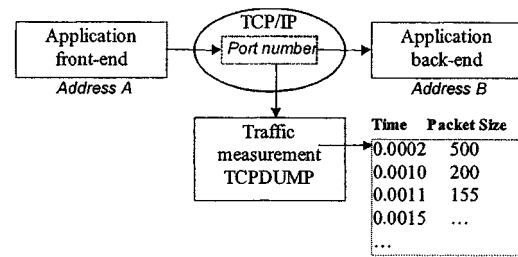 TCP/IP
Application
front-end
Port number
Application
back-end
Address A
Address B
Traffic
measurement
TCPDUMP
Time Packet Size
0.0002 500
0.0010 200
0.0011 155
0.0015 ...
...